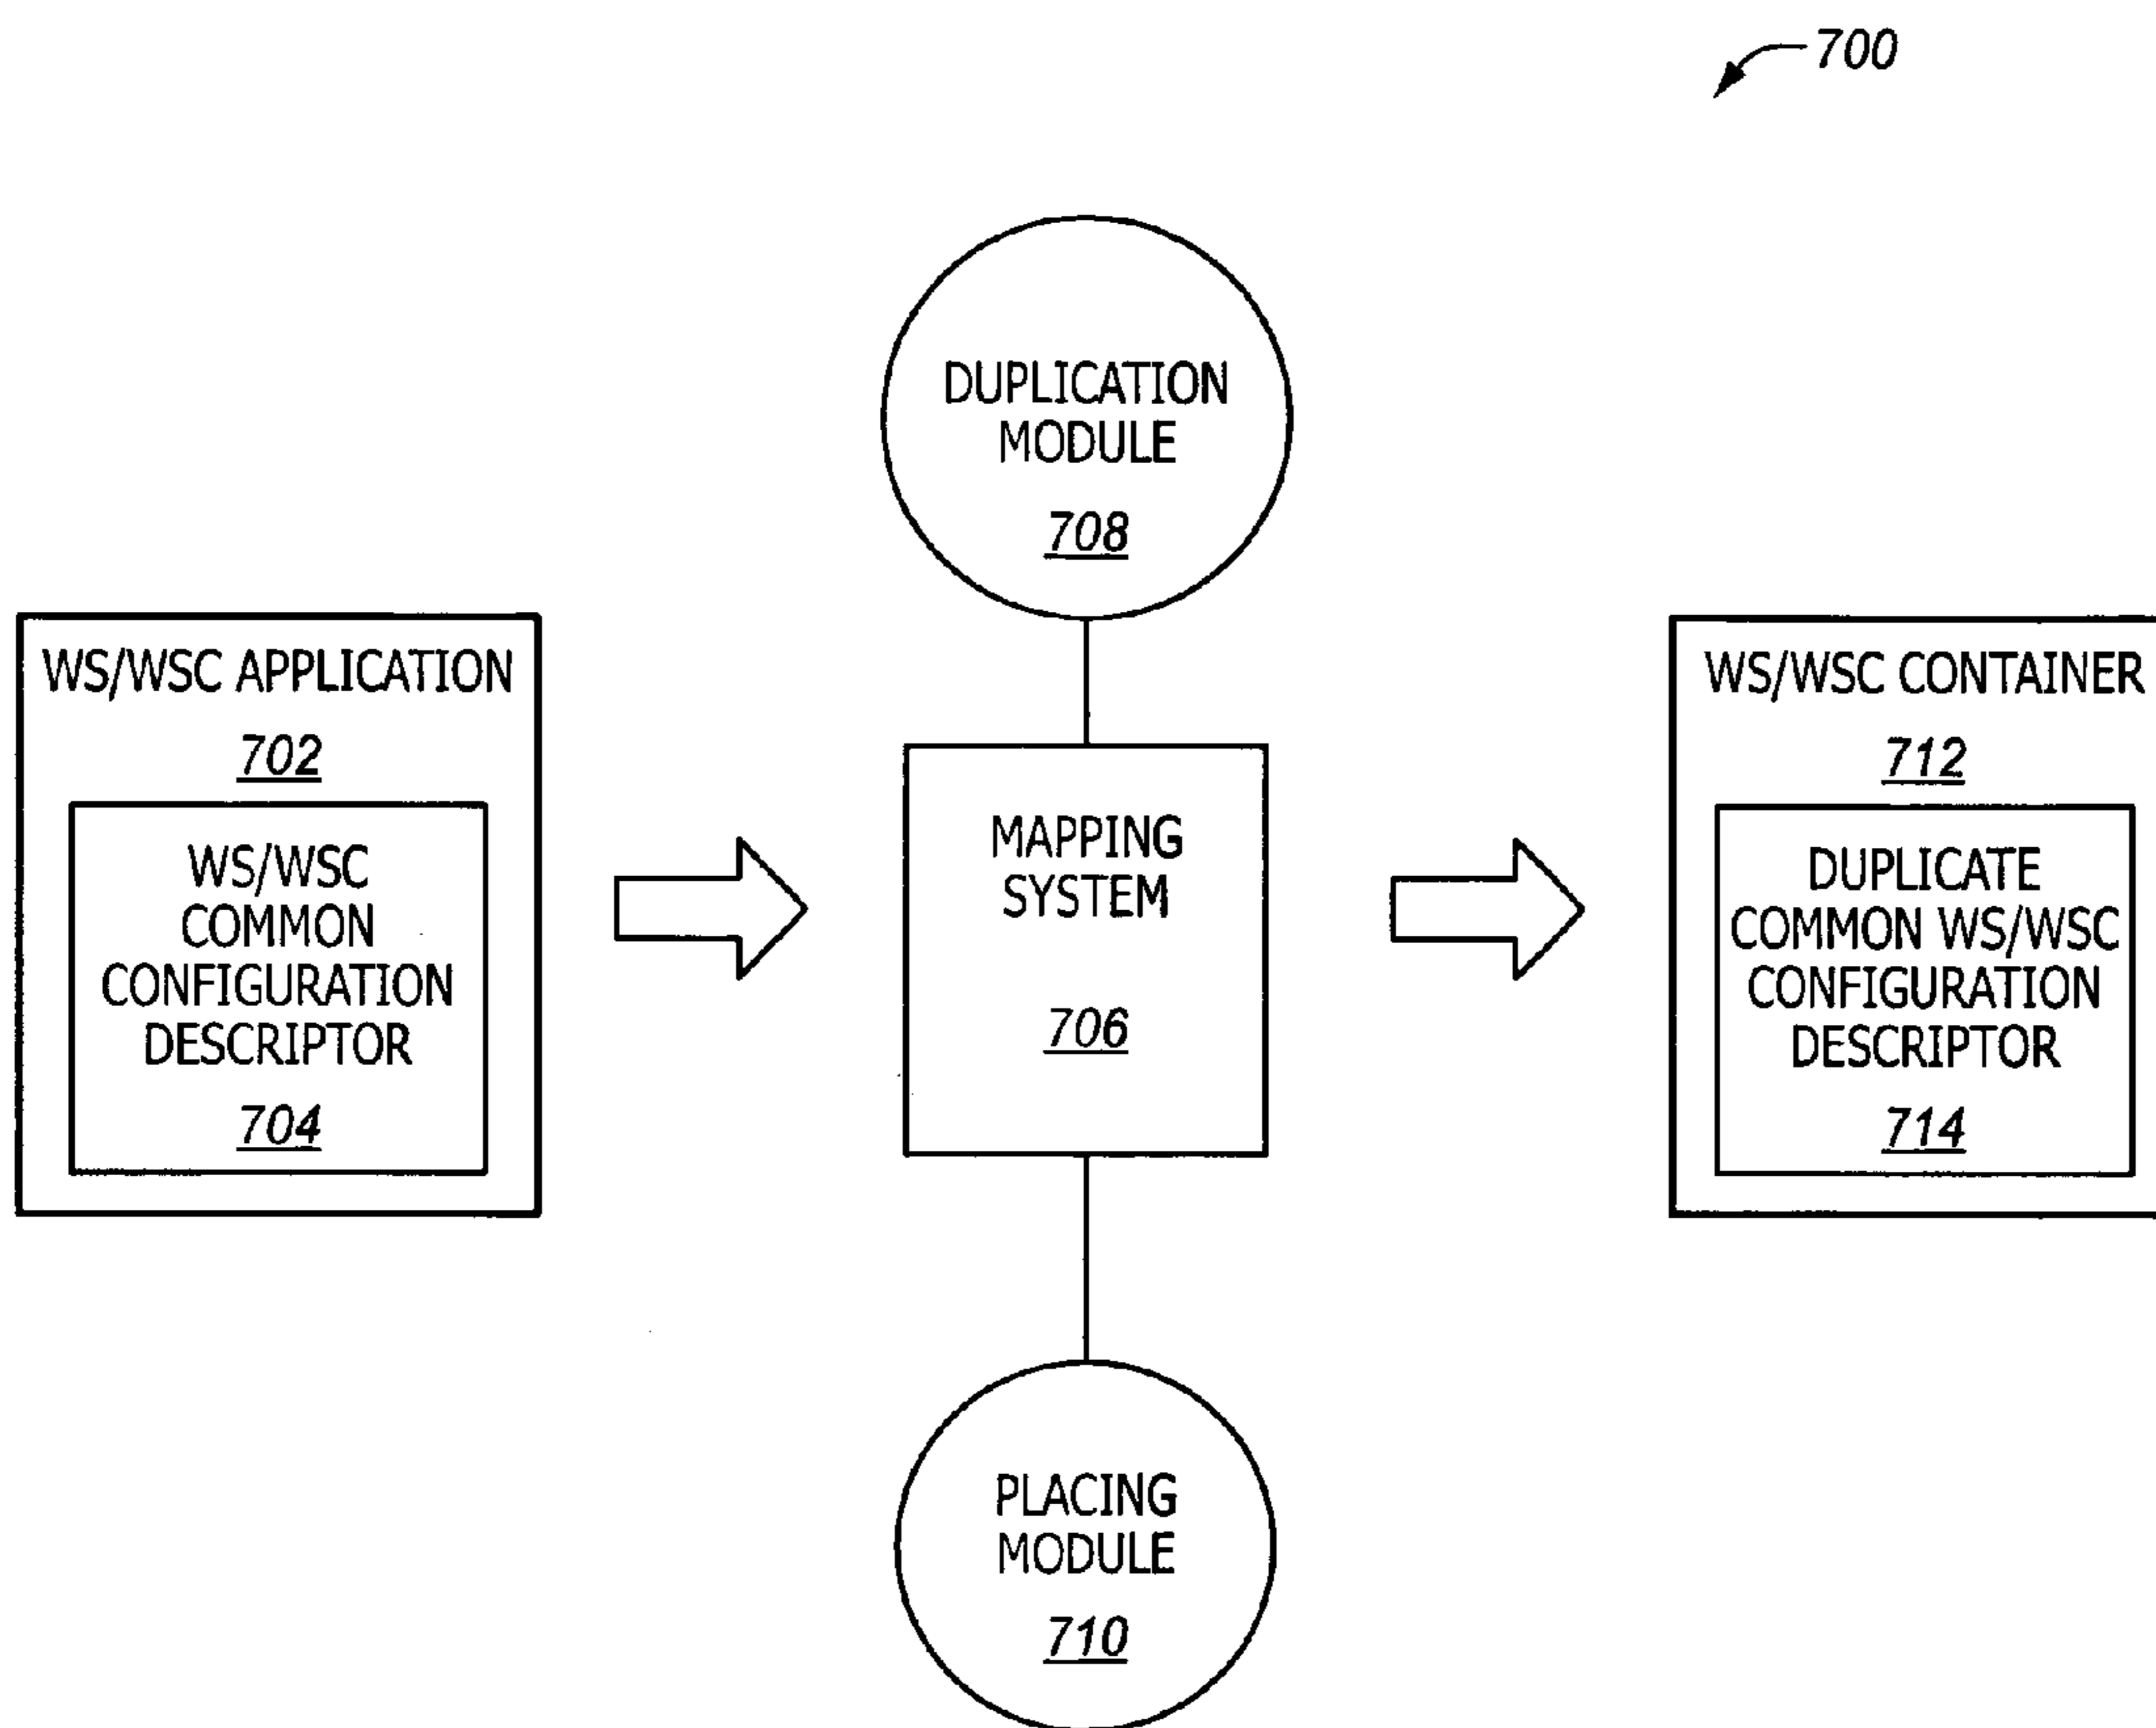 700
DUPLICATION
MODULE
708
WS/WSC APPLICATION
702
WS/WSC
COMMON
CONFIGURATION
DESCRIPTOR
704
MAPPING
SYSTEM
706
WS/WSC CONTAINER
712
DUPLICATE
COMMON WS/WSC
CONFIGURATION
DESCRIPTOR
714
PLACING
MODULE
710